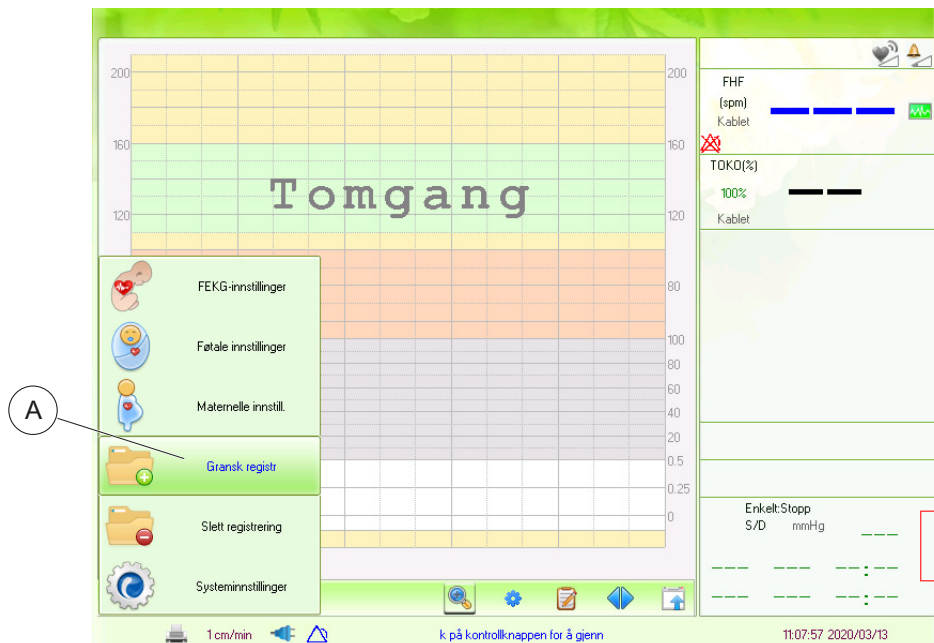 200
200
FHF
(spm)
Kablet
160
160
TOKO(%)
100%
Kablet
Tomgang
120
120
FEKG-innstillinger
80
Føtale innstillinger
100
80
60
Maternelle innstill.
40
20
A
Gransk registr
0.5
0.25
Slett registrering
0
Enkelt:Stopp
S/D mmHg
---
Systeminnstillinger
--- --- --:--
--- --- --:--
1 cm/min
k på kontrollknappen for å gjenn
11:07:57 2020/03/13